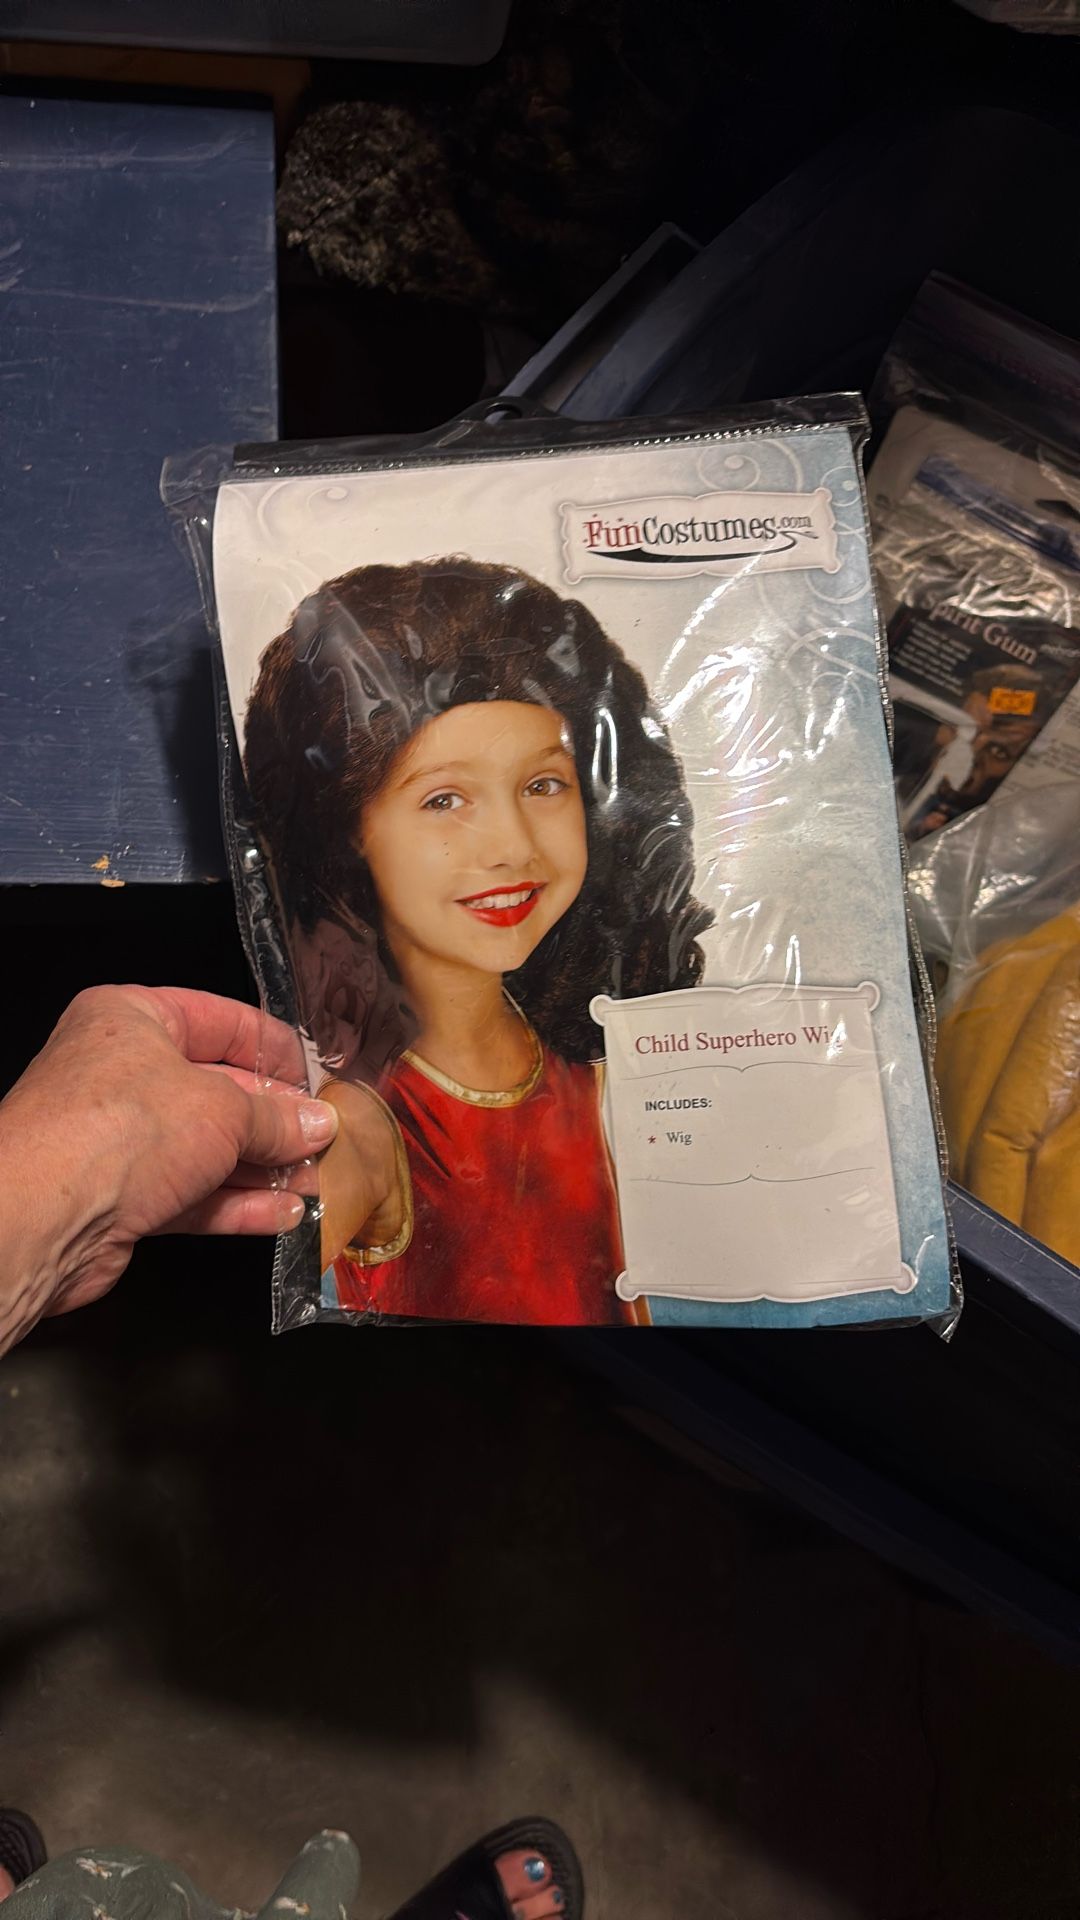 FunCostumes.com
Spirit Gum
Child Superhero Wig
INCLUDES:
* Wig